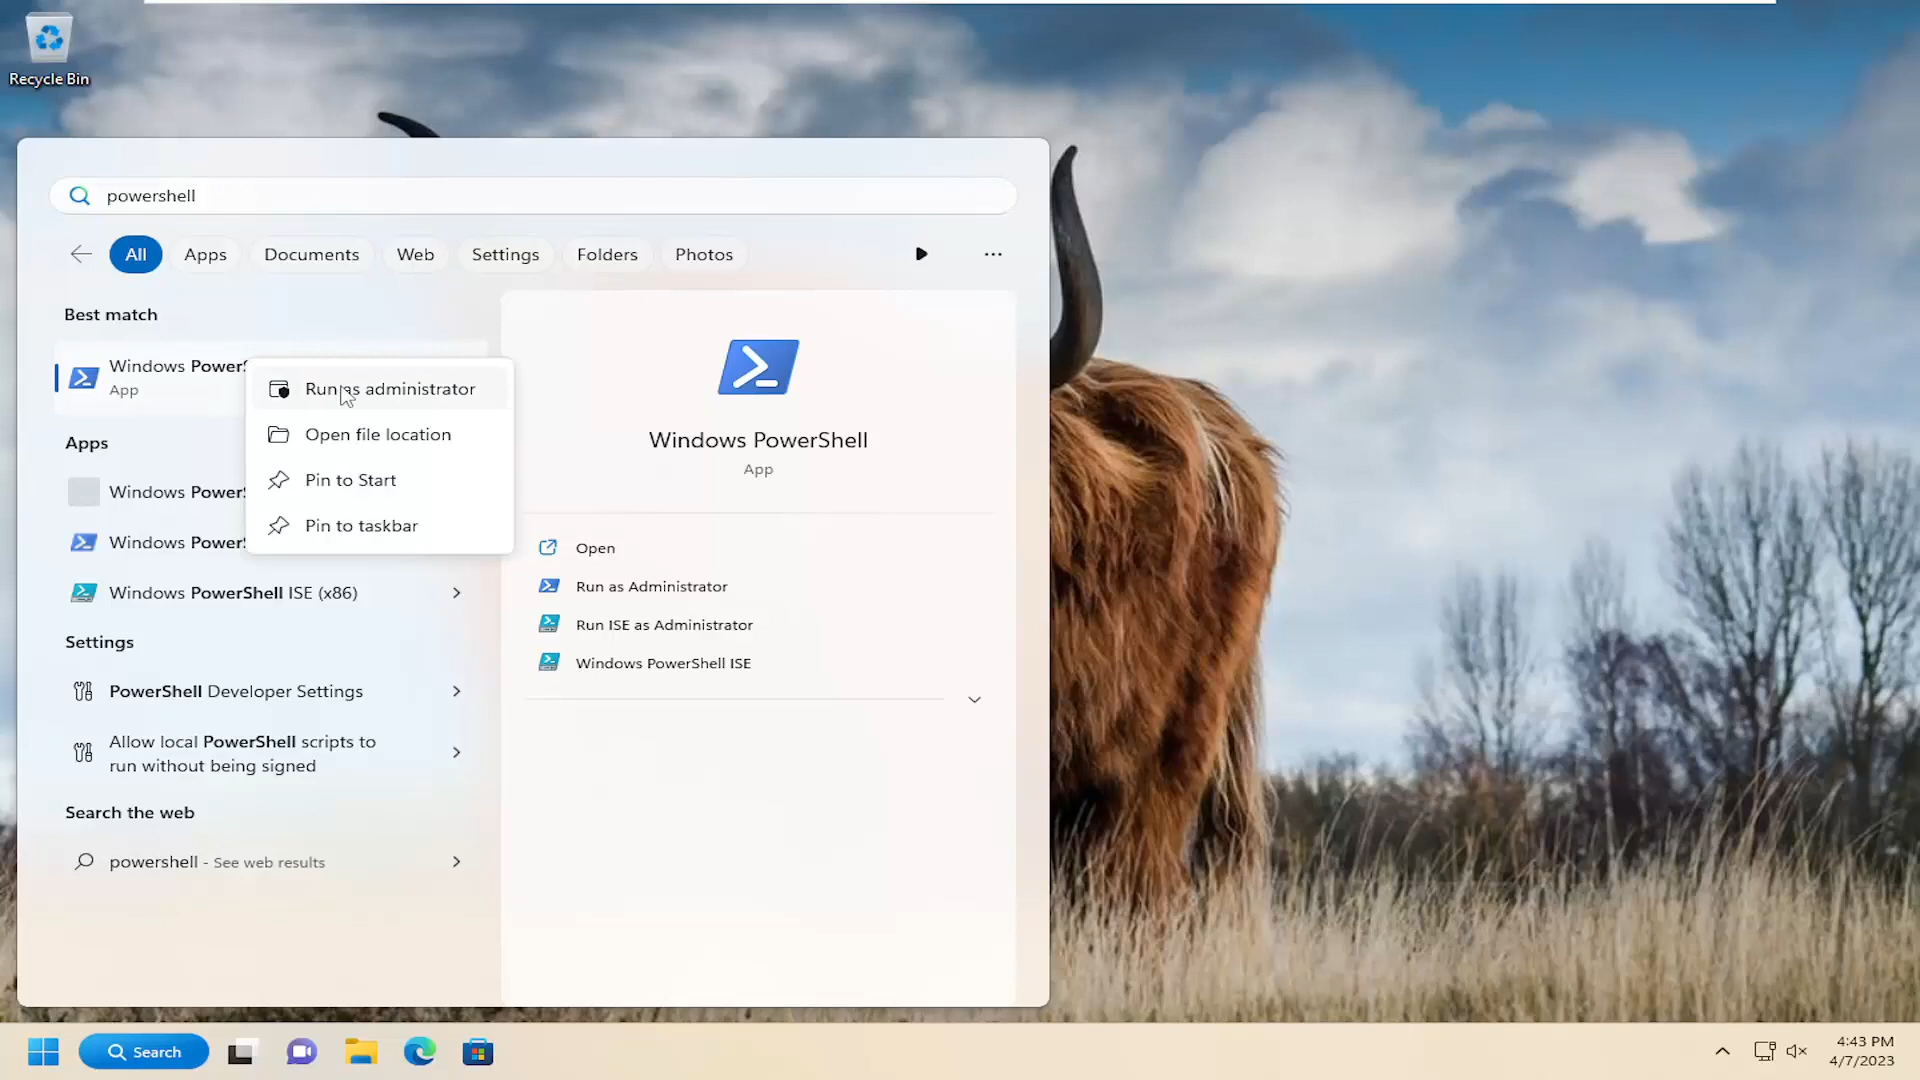 Recycle Bin
powershell
All
Apps
Documents
Web
Settings
Folders
Photos
Best match
Windows PowerS
App
Run as administrator
Open file location
Pin to Start
Pin to taskbar
Apps
Windows PowerS
Windows PowerS
Windows PowerShell ISE (x86)
Settings
PowerShell Developer Settings
Allow local PowerShell scripts to
run without being signed
Search the web
powershell - See web results
Windows PowerShell
App
Open
Run as Administrator
Run ISE as Administrator
Windows PowerShell ISE
Search
4:43 PM
4/7/2023